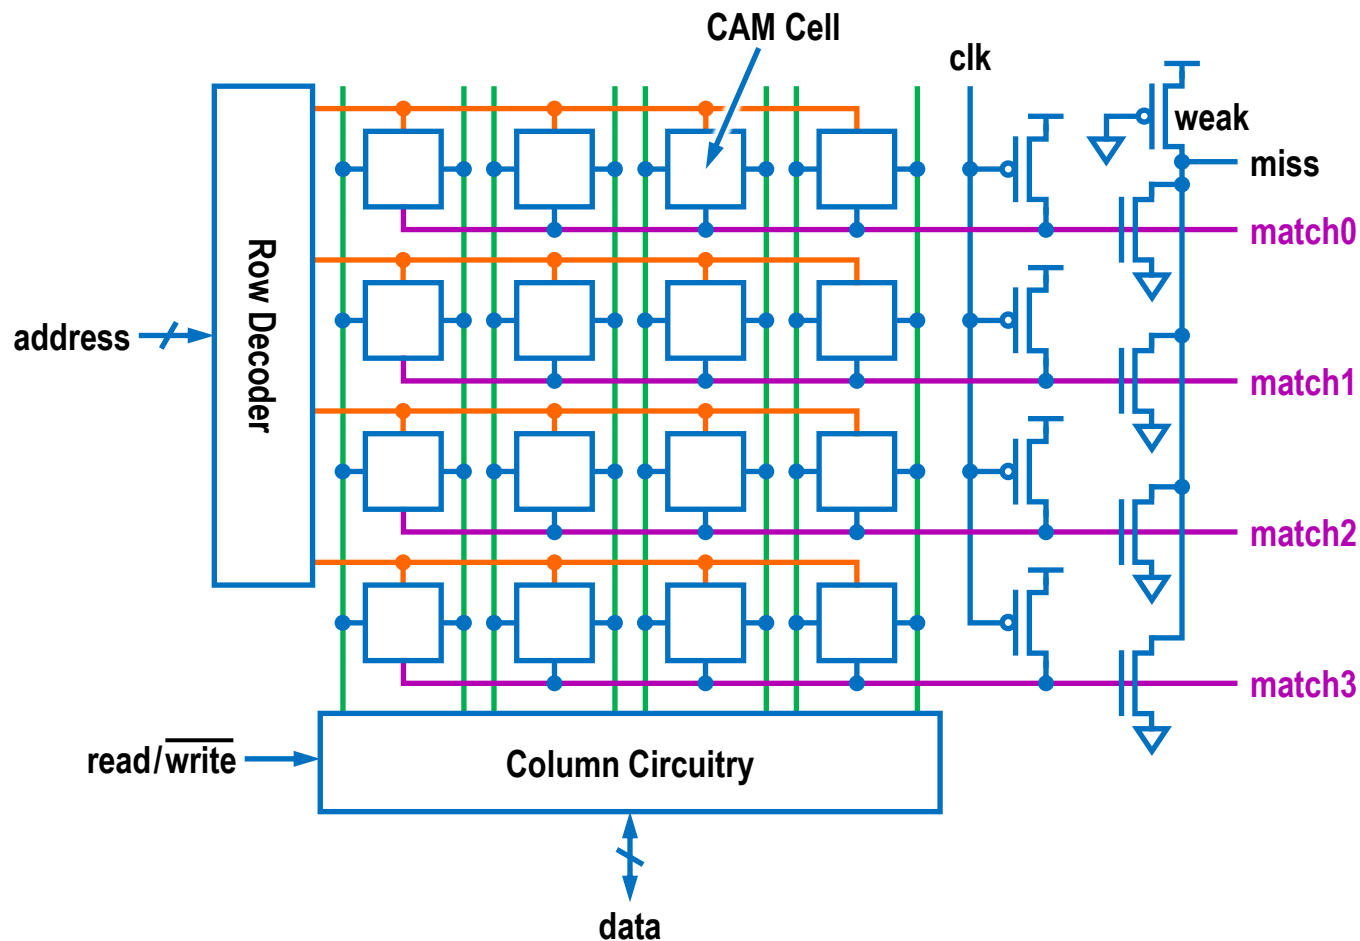 CAM Cell
clk
weak
miss
match0
Row Decoder
address
match1
match2
match3
read/write
Column Circuitry
data